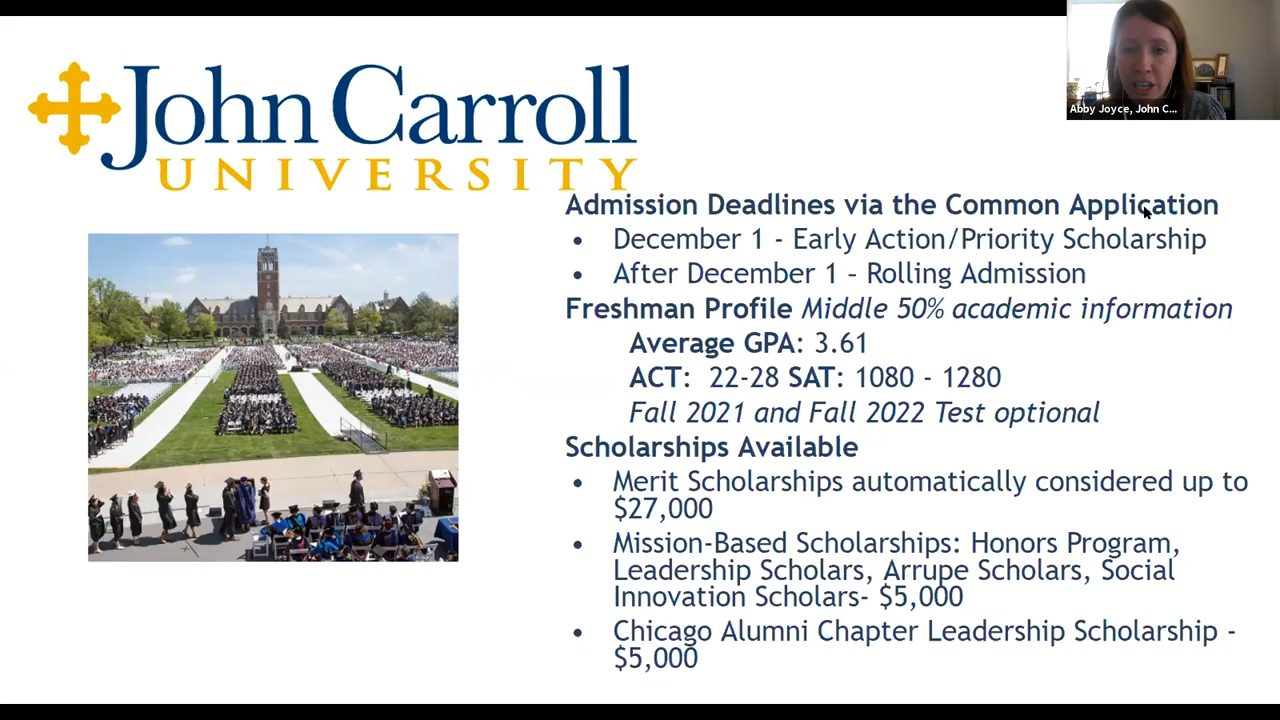 Abby Joyce, John C...
John Carroll
UNIVERSITY
Admission Deadlines via the Common Application
• December 1 - Early Action/Priority Scholarship
• After December 1 – Rolling Admission
Freshman Profile Middle 50% academic information
Average GPA: 3.61
ACT: 22-28 SAT: 1080 - 1280
Fall 2021 and Fall 2022 Test optional
Scholarships Available
• Merit Scholarships automatically considered up to
$27,000
• Mission-Based Scholarships: Honors Program,
Leadership Scholars, Arrupe Scholars, Social
Innovation Scholars- $5,000
• Chicago Alumni Chapter Leadership Scholarship -
$5,000